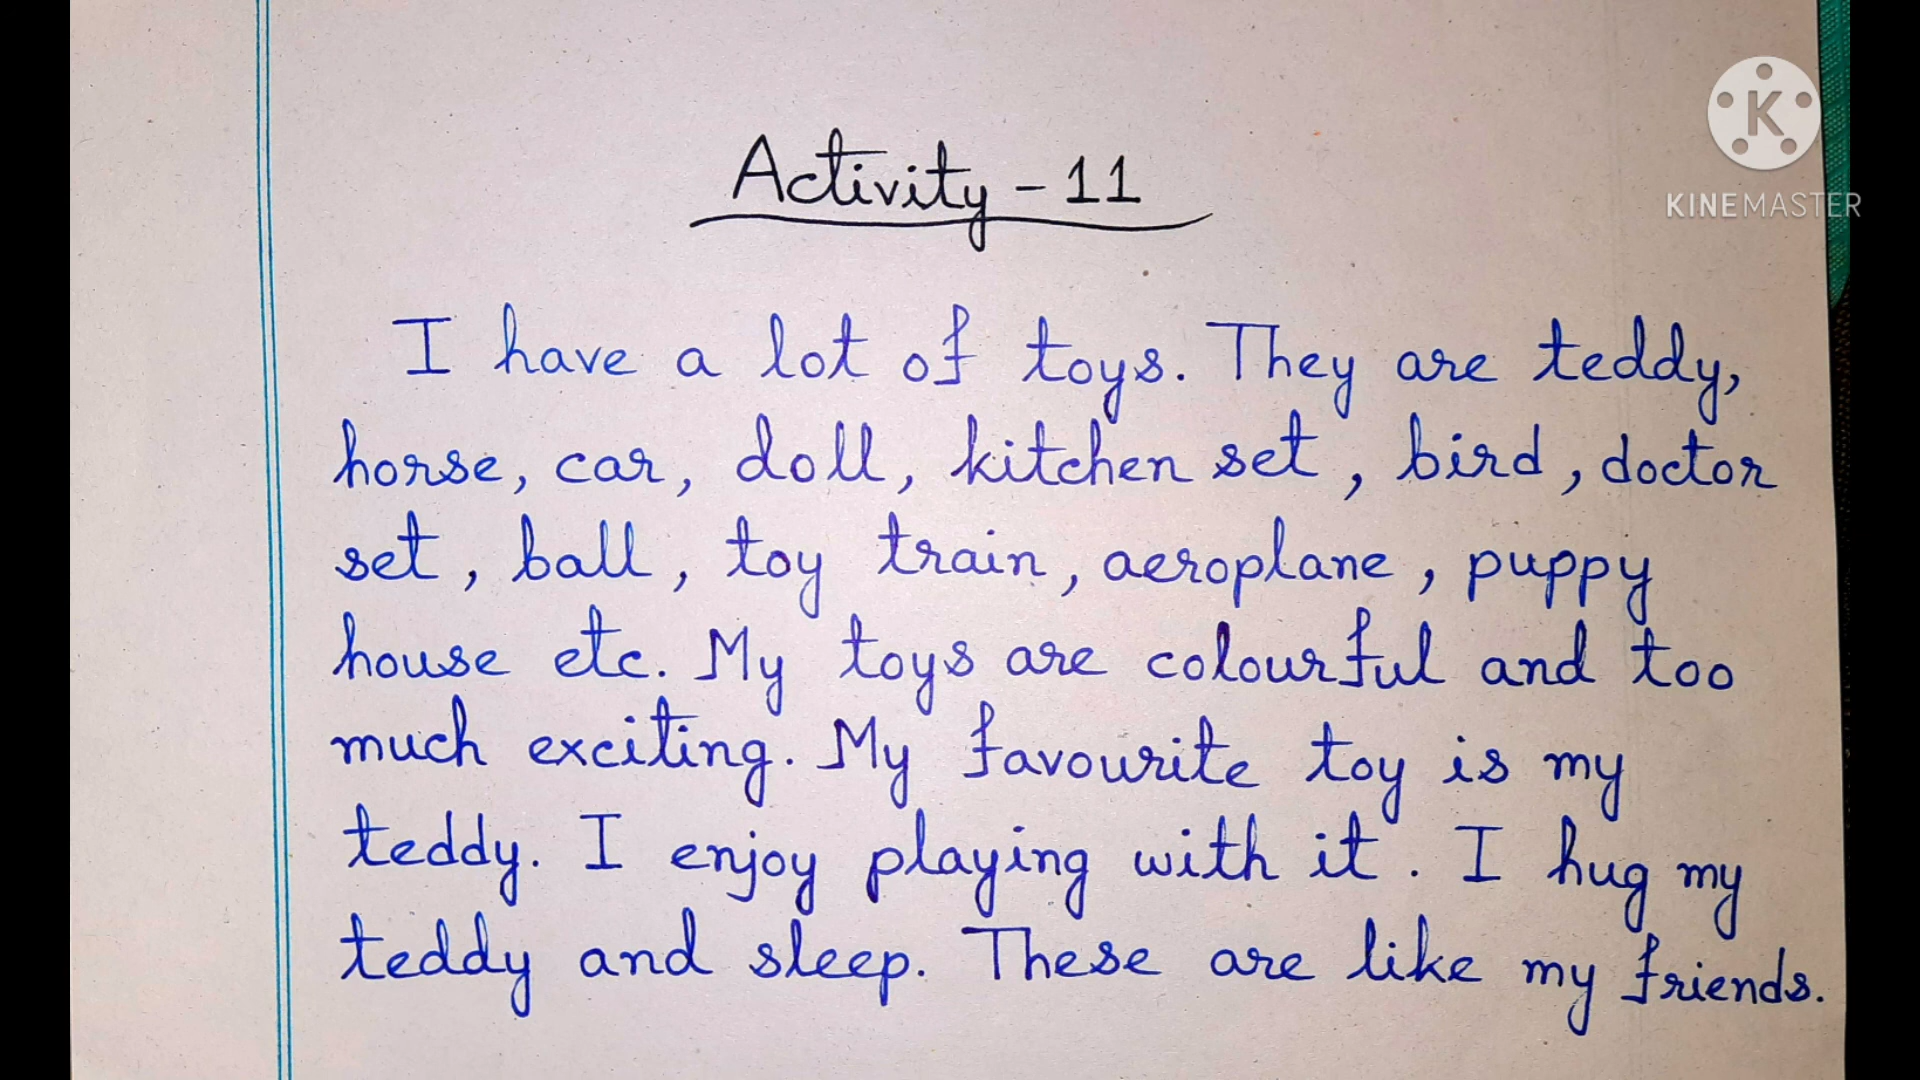 K
KINEMASTER
Activity - 11
I have a lot of toys. They are teddy,
horse, car, doll, kitchen set, bird, doctor
set, ball, toy train, aeroplane, puppy
house etc. My toys are colourful and too
much exciting. My favourite toy is my
teddy. I enjoy playing with it. I hug my
teddy and sleep. These are like my friends.